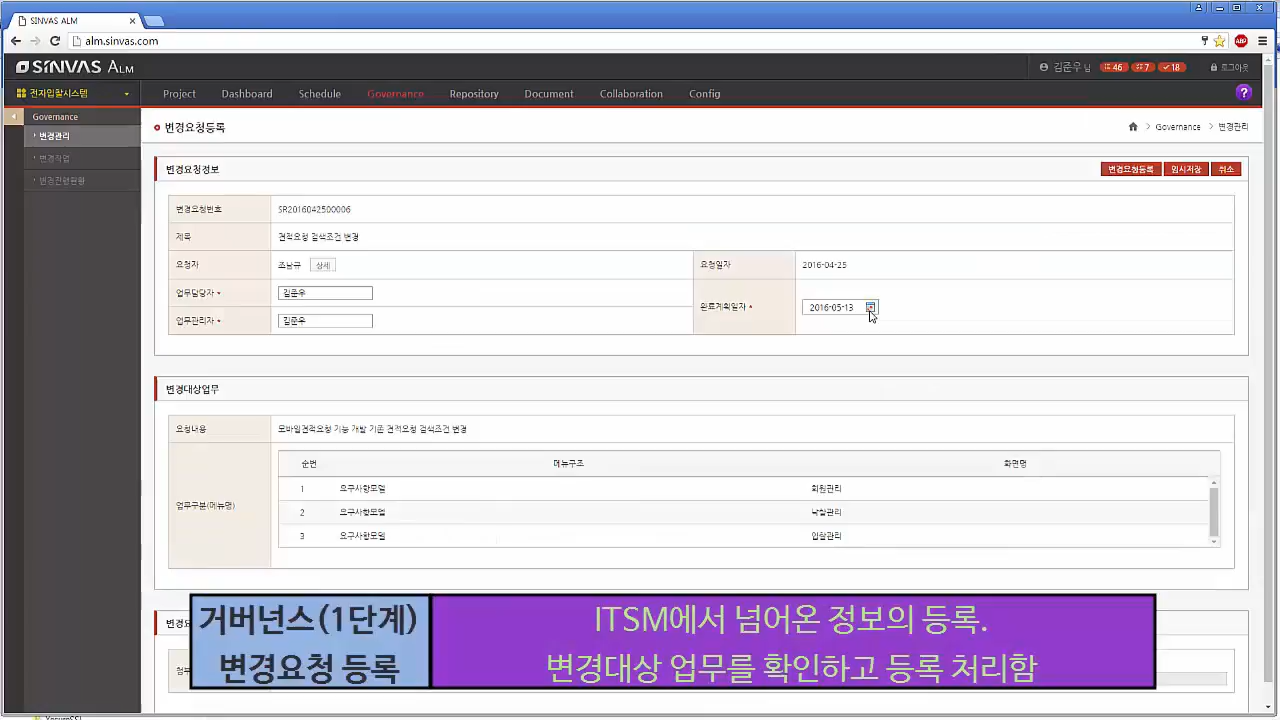 SINVAS ALM
alm.sinvas.com
SINVAS ALM
김준우 님 46 7 18 로그아웃
전자입찰시스템
Project Dashboard Schedule Governance Repository Document Collaboration Config ?
Governance
변경관리
변경작업
변경진행현황
변경요청등록
Governance > 변경관리
변경요청정보
변경요청등록 임시저장 취소
변경요청번호 SR2016042500006
제목 견적요청 검색조건 변경
요청자 조남규 상세 요청일자 2016-04-25
업무담당자 * 김준우
완료계획일자 * 2016-05-13
업무관리자 * 김준우
변경대상업무
요청내용 모바일견적요청 기능 개발 기존 견적요청 검색조건 변경
업무구분(메뉴명)
순번 메뉴구조 화면명
1 요구사항모델 회원관리
2 요구사항모델 낙찰관리
3 요구사항모델 입찰관리
거버넌스(1단계)
변경요청 등록
ITSM에서 넘어온 정보의 등록.
변경대상 업무를 확인하고 등록 처리함